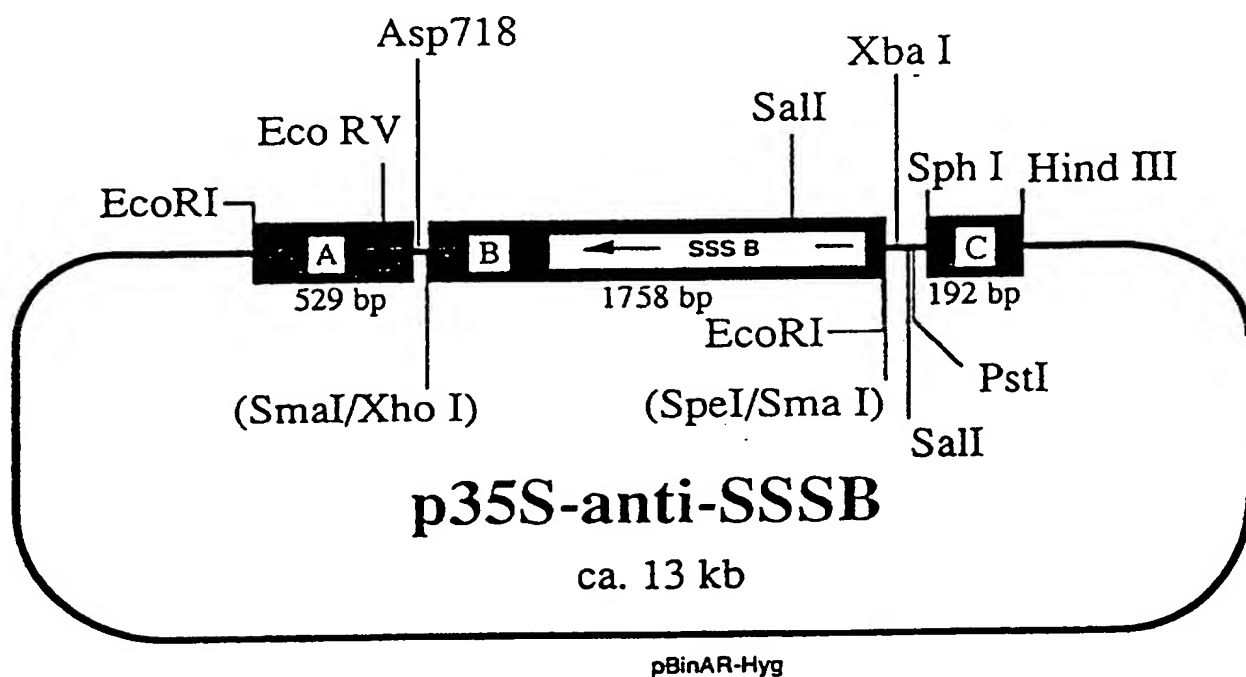 Asp718
Xba I
Eco RV
SalI
Sph I
Hind III
EcoRI
A
B
SSS B
C
529 bp
1758 bp
192 bp
EcoRI
PstI
(SmaI/Xho I)
(SpeI/Sma I)
SalI
p35S-anti-SSSB
ca. 13 kb
pBinAR-Hyg